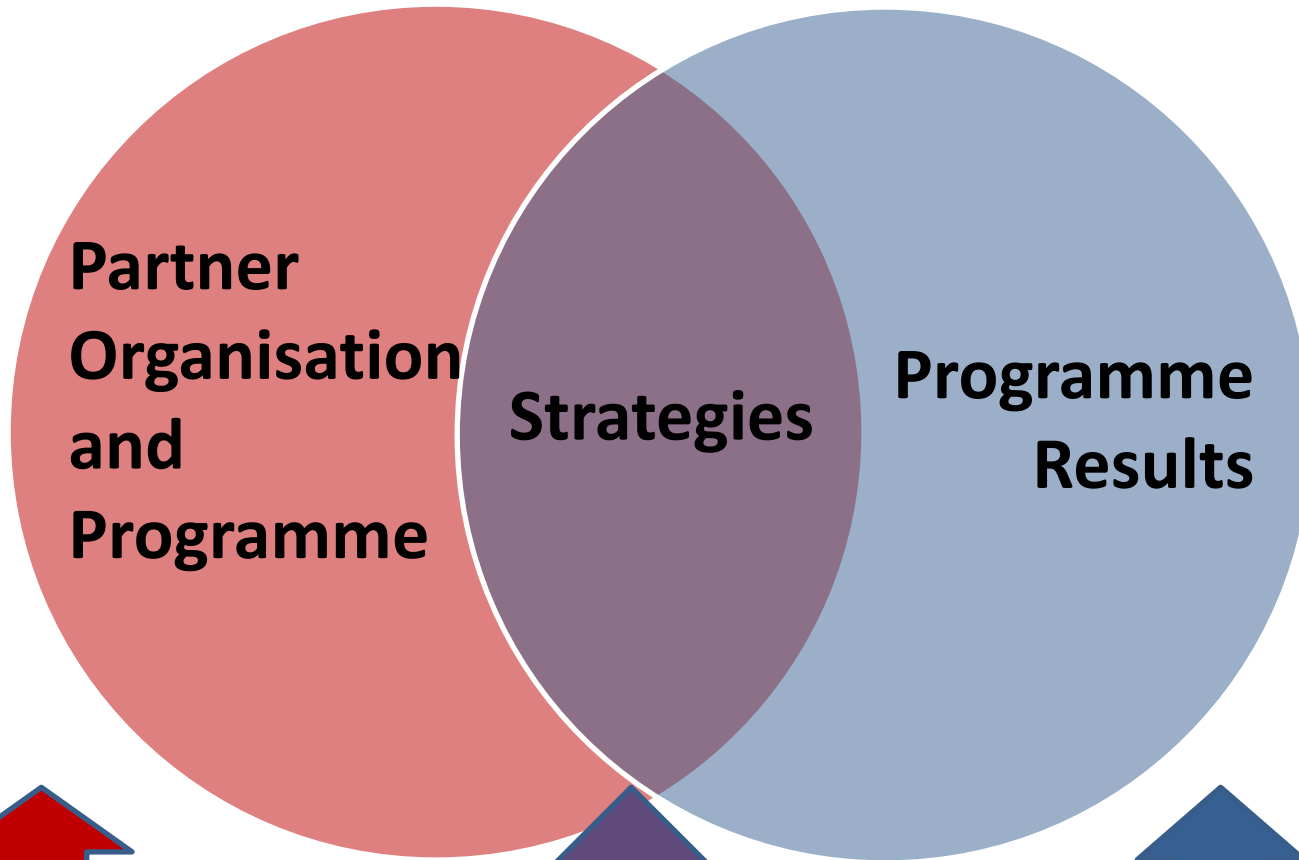 Partner
Organisation
and
Programme
Strategies
Programme
Results